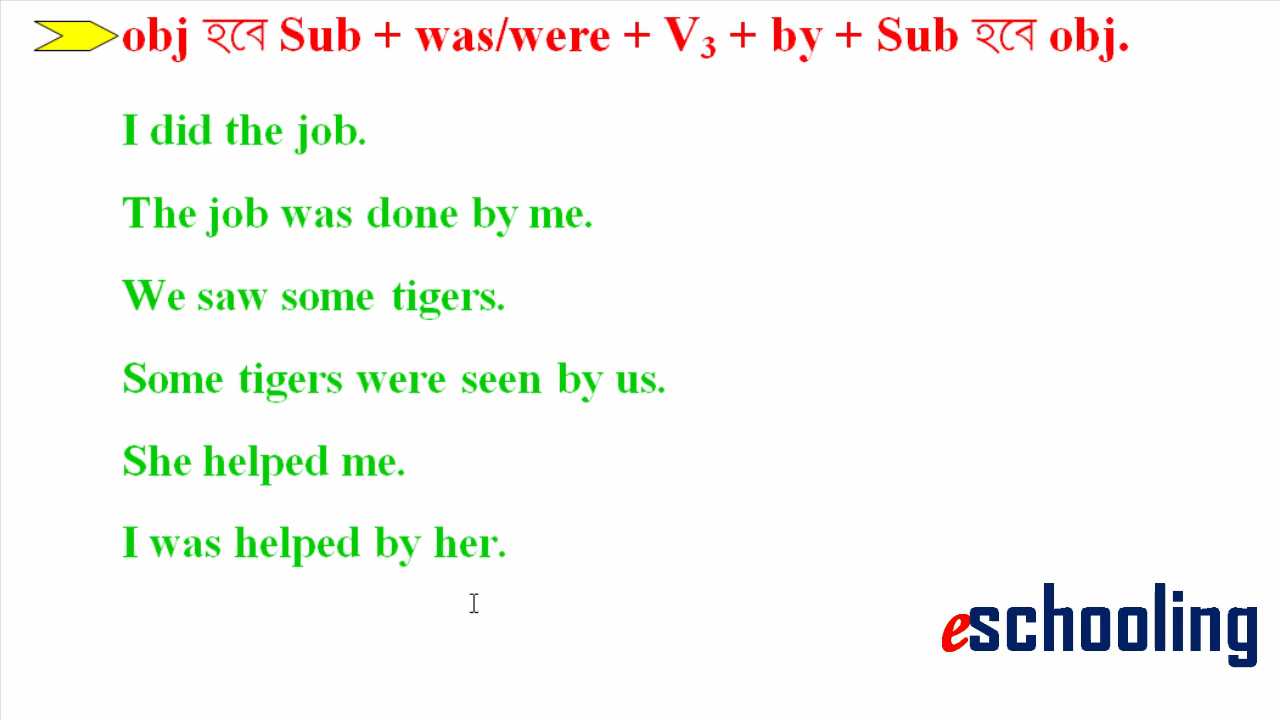 obj হবে Sub + was/were + V₃ + by + Sub হবে obj.
I did the job.
The job was done by me.
We saw some tigers.
Some tigers were seen by us.
She helped me.
I was helped by her.
eschooling